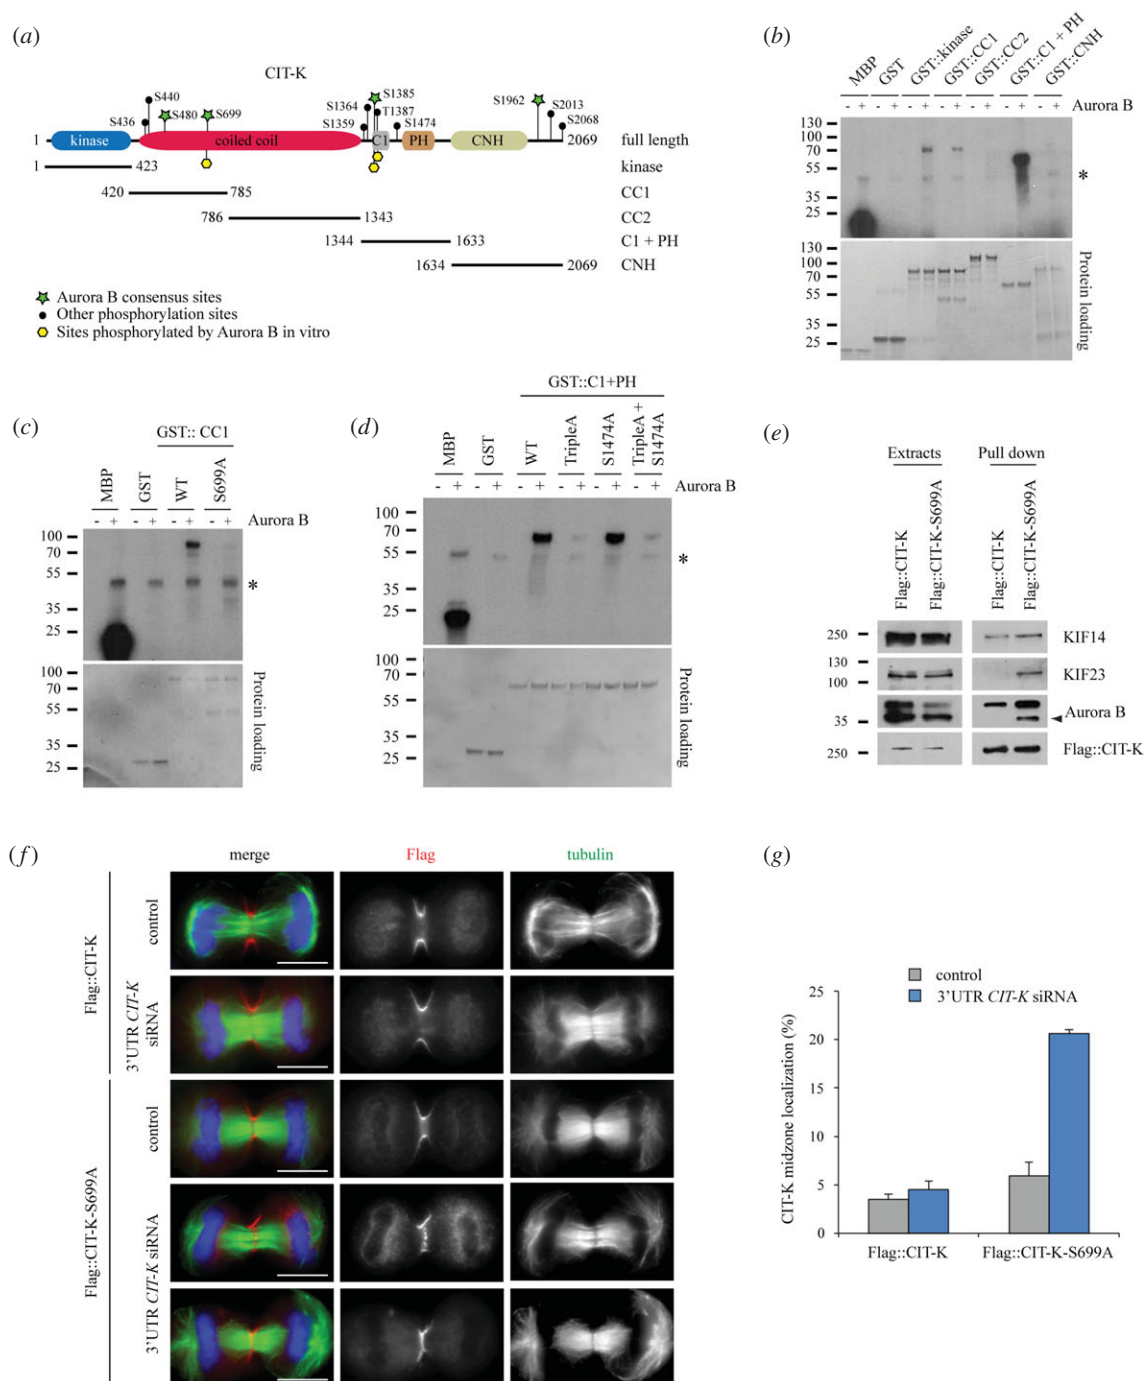 (a)
CIT-K
S440
S436
S480
S699
S1385
S1364
T1387
S1359
S1474
S1962
S2013
S2068
1 kinase coiled coil C1 PH CNH 2069 full length
1 423 kinase
420 785 CC1
786 1343 CC2
1344 1633 C1 + PH
1634 2069 CNH
Aurora B consensus sites
Other phosphorylation sites
Sites phosphorylated by Aurora B in vitro
(b)
MBP GST GST::kinase GST::CC1 GST::CC2 GST::C1 + PH GST::CNH
- + - + - + - + - + - + - + Aurora B
130
100
70
55
35
25
*
130
100
70
55
35
25
Protein loading
(c)
GST:: CC1
MBP GST WT S699A
- + - + - + - + Aurora B
100
70
55
35
25
*
100
70
55
35
25
Protein loading
(d)
GST::C1+PH
MBP GST WT TripleA S1474A TripleA + S1474A
- + - + - + - + - + - + Aurora B
100
70
55
35
25
*
100
70
55
35
25
Protein loading
(e)
Extracts Pull down
Flag::CIT-K Flag::CIT-K-S699A Flag::CIT-K Flag::CIT-K-S699A
250 KIF14
130
100 KIF23
35 Aurora B
250 Flag::CIT-K
(f)
merge Flag tubulin
Flag::CIT-K
control
3'UTR CIT-K siRNA
Flag::CIT-K-S699A
control
3'UTR CIT-K siRNA
(g)
control
3'UTR CIT-K siRNA
CIT-K midzone localization (%)
25
20
15
10
5
0
Flag::CIT-K Flag::CIT-K-S699A